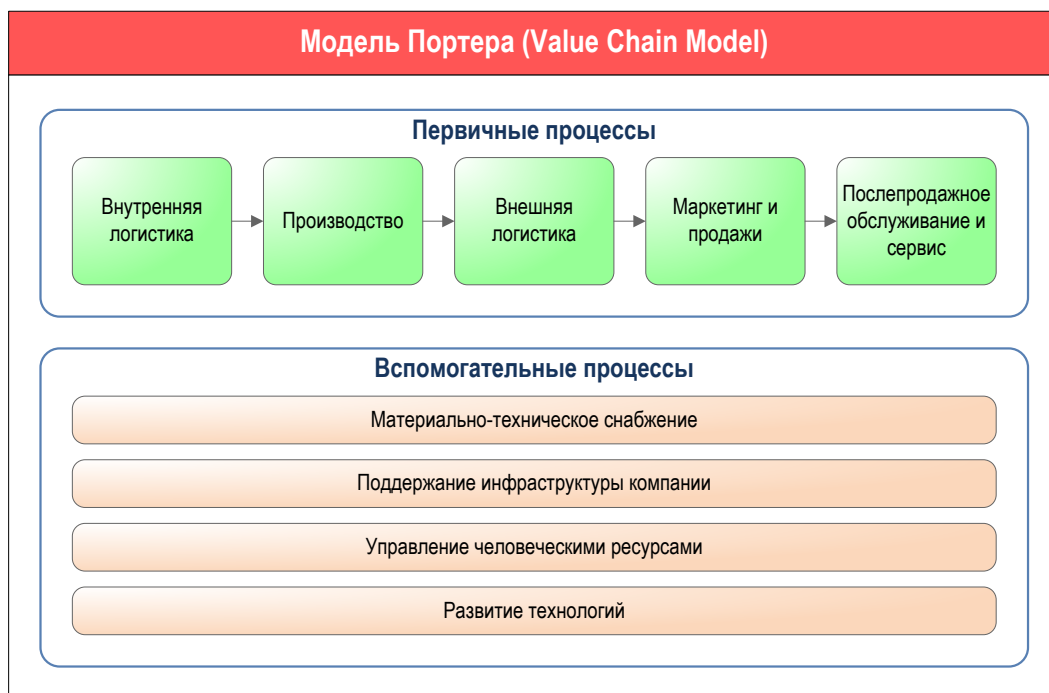 Модель Портера (Value Chain Model)
Первичные процессы
Внутренняя
логистика
Производство
Внешняя
логистика
Маркетинг и
продажи
Послепродажное
обслуживание и
сервис
Вспомогательные процессы
Материально-техническое снабжение
Поддержание инфраструктуры компании
Управление человеческими ресурсами
Развитие технологий